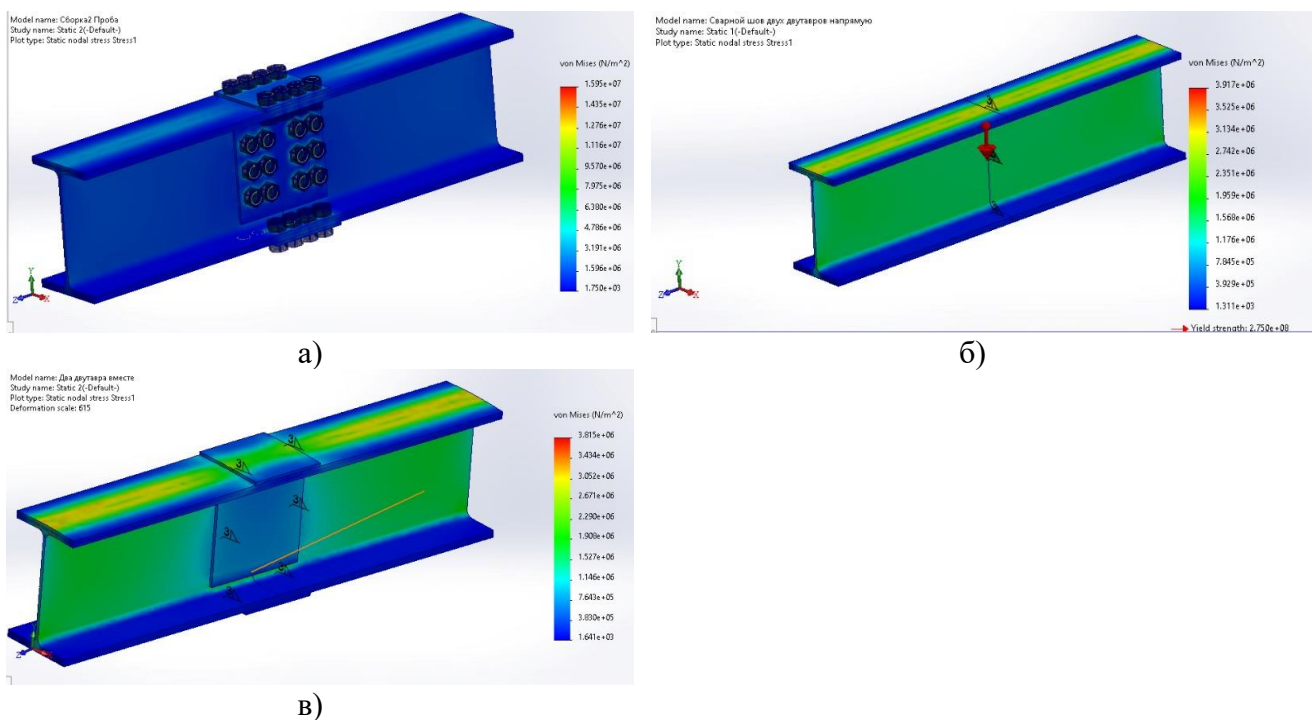 Model name: Сборка2 Проба
Study name: Static 2(-Default-)
Plot type: Static nodal stress Stress1
von Mises (N/m^2)
1.595e+07
1.435e+07
1.276e+07
1.116e+07
9.570e+06
7.975e+06
6.380e+06
4.786e+06
3.191e+06
1.596e+06
1.750e+03
Y
Z
X
а)
Model name: Сварной шов двух двутавров напрямую
Study name: Static 1(-Default-)
Plot type: Static nodal stress Stress1
3
von Mises (N/m^2)
3.917e+06
3.525e+06
3.134e+06
2.742e+06
2.351e+06
1.959e+06
1.568e+06
1.176e+06
7.845e+05
3.929e+05
1.311e+03
Yield strength: 2.750e+08
Y
Z
X
б)
Model name: Два двутавра вместе
Study name: Static 2(-Default-)
Plot type: Static nodal stress Stress1
Deformation scale: 615
3
3
3
3
3
von Mises (N/m^2)
3.815e+06
3.434e+06
3.052e+06
2.671e+06
2.290e+06
1.908e+06
1.527e+06
1.146e+06
7.643e+05
3.830e+05
1.641e+03
Z
в)